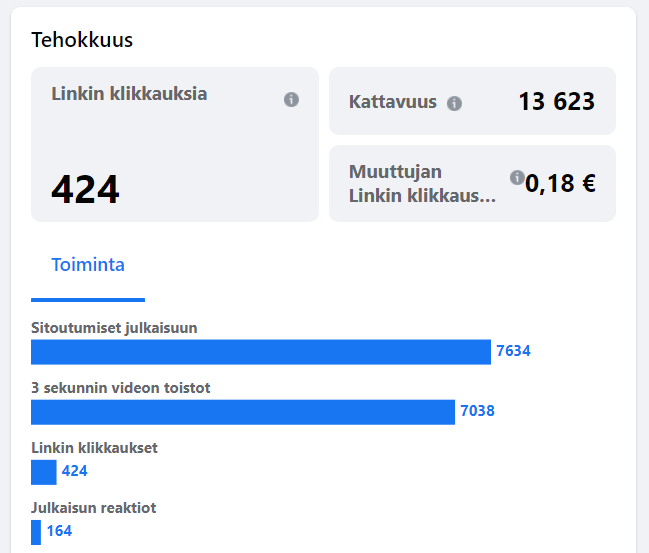 Tehokkuus
Linkin klikkauksia
424
Kattavuus
13 623
Muuttujan
Linkin klikkaus...
0,18 €
Toiminta
Sitoutumiset julkaisuun
7634
3 sekunnin videon toistot
7038
Linkin klikkaukset
424
Julkaisun reaktiot
164